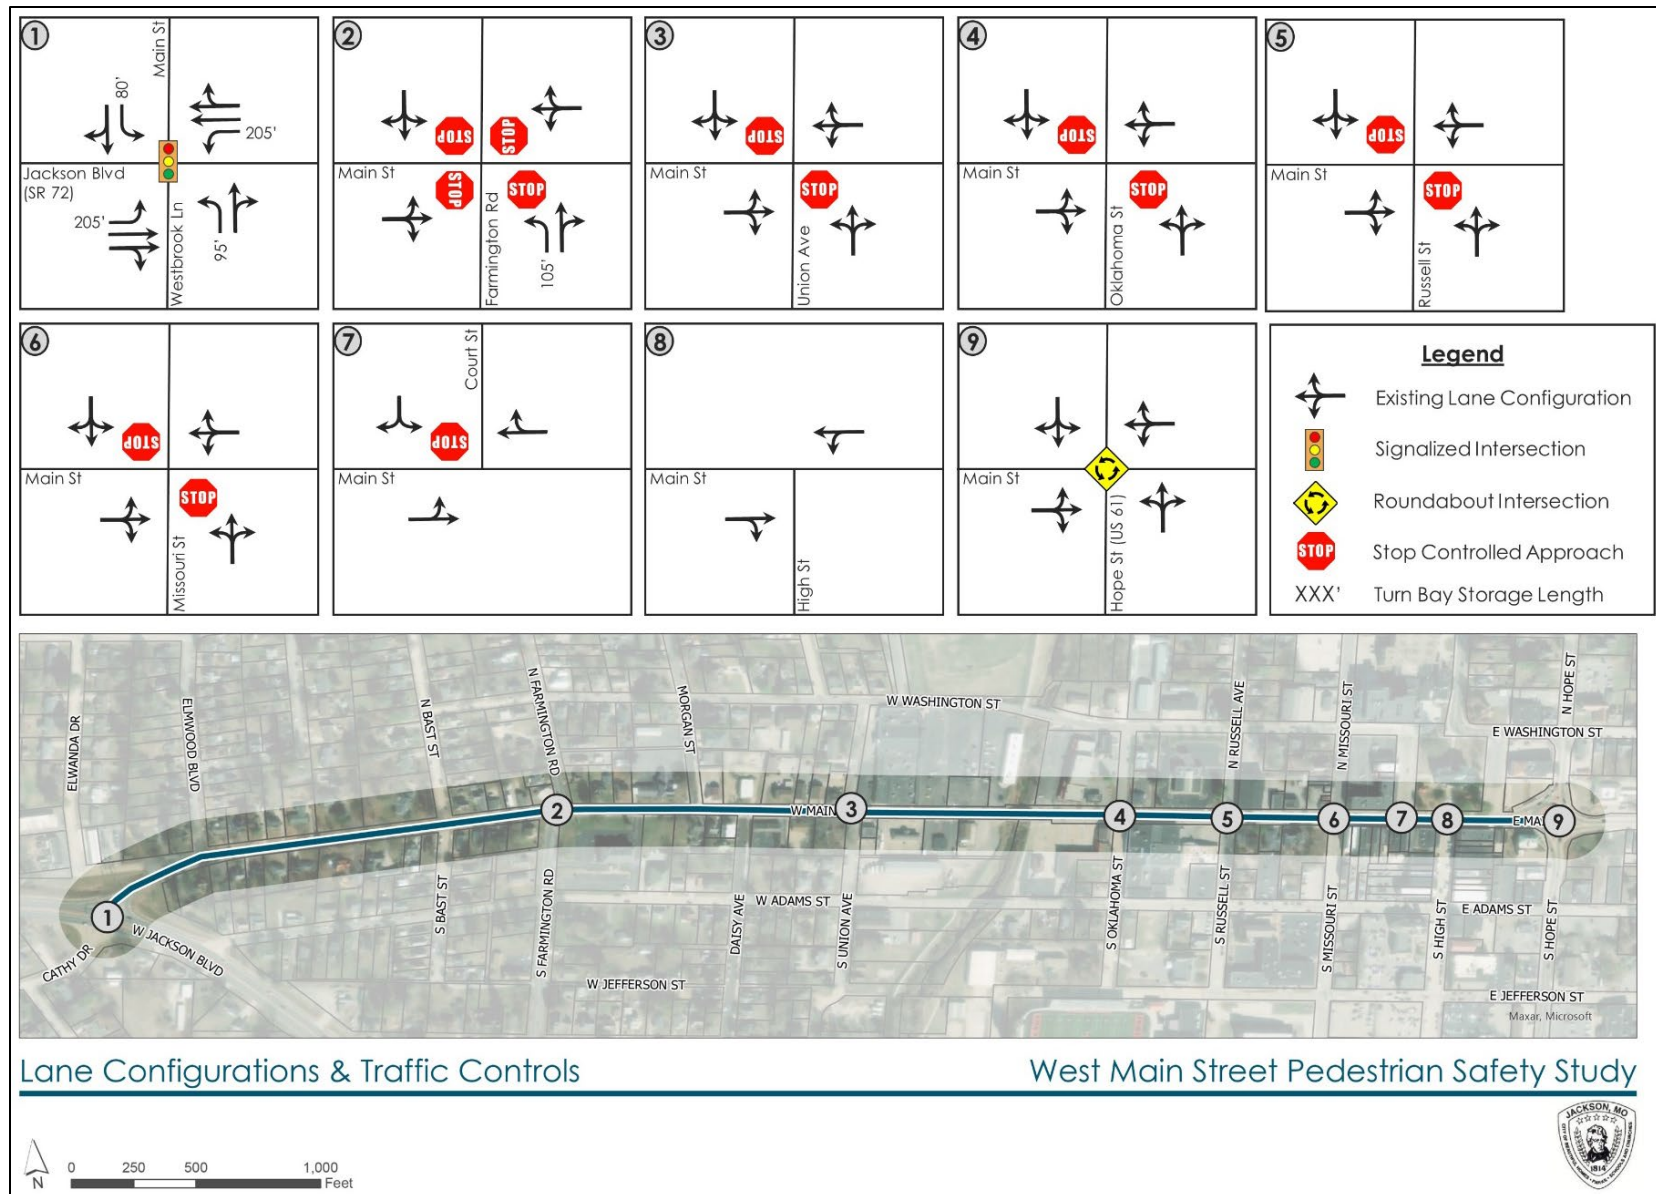 1
Main St
80'
205'
Jackson Blvd
(SR 72)
205'
Westbrook Ln
95'
2
STOP
STOP
Main St
STOP
STOP
Farmington Rd
105'
3
STOP
Main St
STOP
Union Ave
4
STOP
Main St
STOP
Oklahoma St
5
STOP
Main St
STOP
Russell St
6
STOP
Main St
STOP
Missouri St
7
Court St
STOP
Main St
8
Main St
High St
9
Main St
Hope St (US 61)
Legend
Existing Lane Configuration
Signalized Intersection
Roundabout Intersection
STOP
Stop Controlled Approach
XXX' Turn Bay Storage Length
ELWANDA DR
ELMWOOD BLVD
N BAST ST
N FARMINGTON RD
MORGAN ST
W WASHINGTON ST
N RUSSELL AVE
N MISSOURI ST
N HOPE ST
E WASHINGTON ST
1
2
W MAIN
3
4
5
6
7
8
E MA
9
CATHY DR
W JACKSON BLVD
S BAST ST
S FARMINGTON RD
W ADAMS ST
DAISY AVE
S UNION AVE
S OKLAHOMA ST
S RUSSELL ST
S MISSOURI ST
S HIGH ST
E ADAMS ST
S HOPE ST
W JEFFERSON ST
E JEFFERSON ST
Maxar, Microsoft
Lane Configurations & Traffic Controls
West Main Street Pedestrian Safety Study
N
0 250 500 1,000
Feet
JACKSON, MO
1814